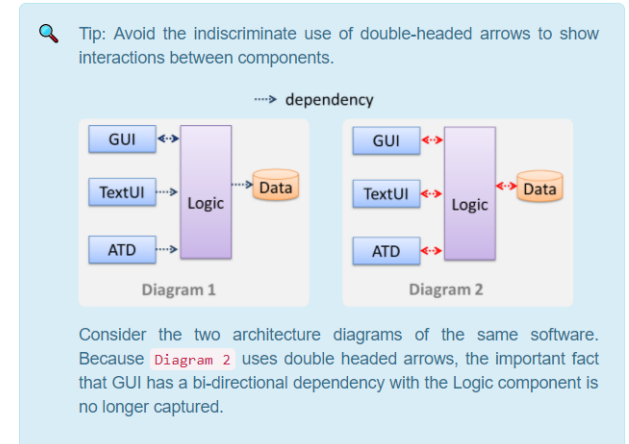 Tip: Avoid the indiscriminate use of double-headed arrows to show
interactions between components.
dependency
GUI
TextUI
ATD
Logic
Data
Diagram 1
GUI
TextUI
ATD
Logic
Data
Diagram 2
Consider the two architecture diagrams of the same software.
Because Diagram 2 uses double headed arrows, the important fact
that GUI has a bi-directional dependency with the Logic component is
no longer captured.